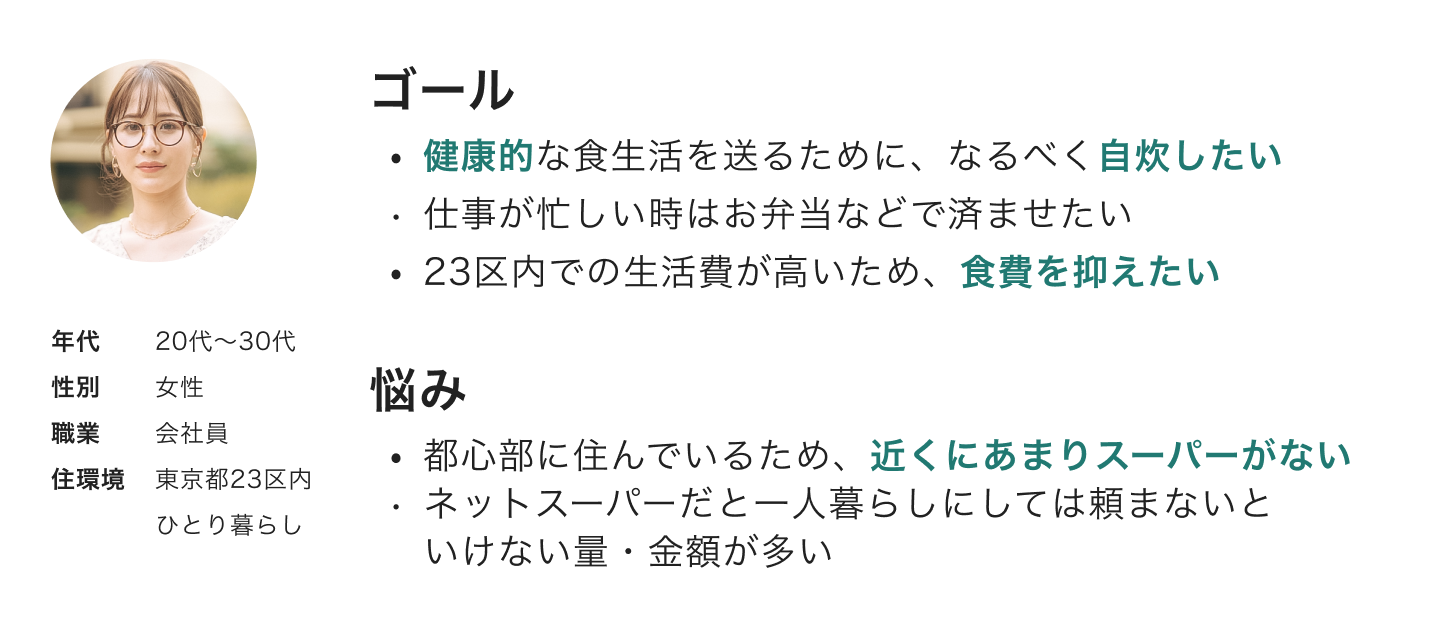 ゴール
・健康的な食生活を送るために、なるべく自炊したい
・仕事が忙しい時はお弁当などで済ませたい
・23区内での生活費が高いため、食費を抑えたい
年代 20代〜30代
性別 女性
職業 会社員
住環境 東京都23区内
ひとり暮らし
悩み
・都心部に住んでいるため、近くにあまりスーパーがない
・ネットスーパーだと一人暮らしにしては頼まないと
いけない量・金額が多い